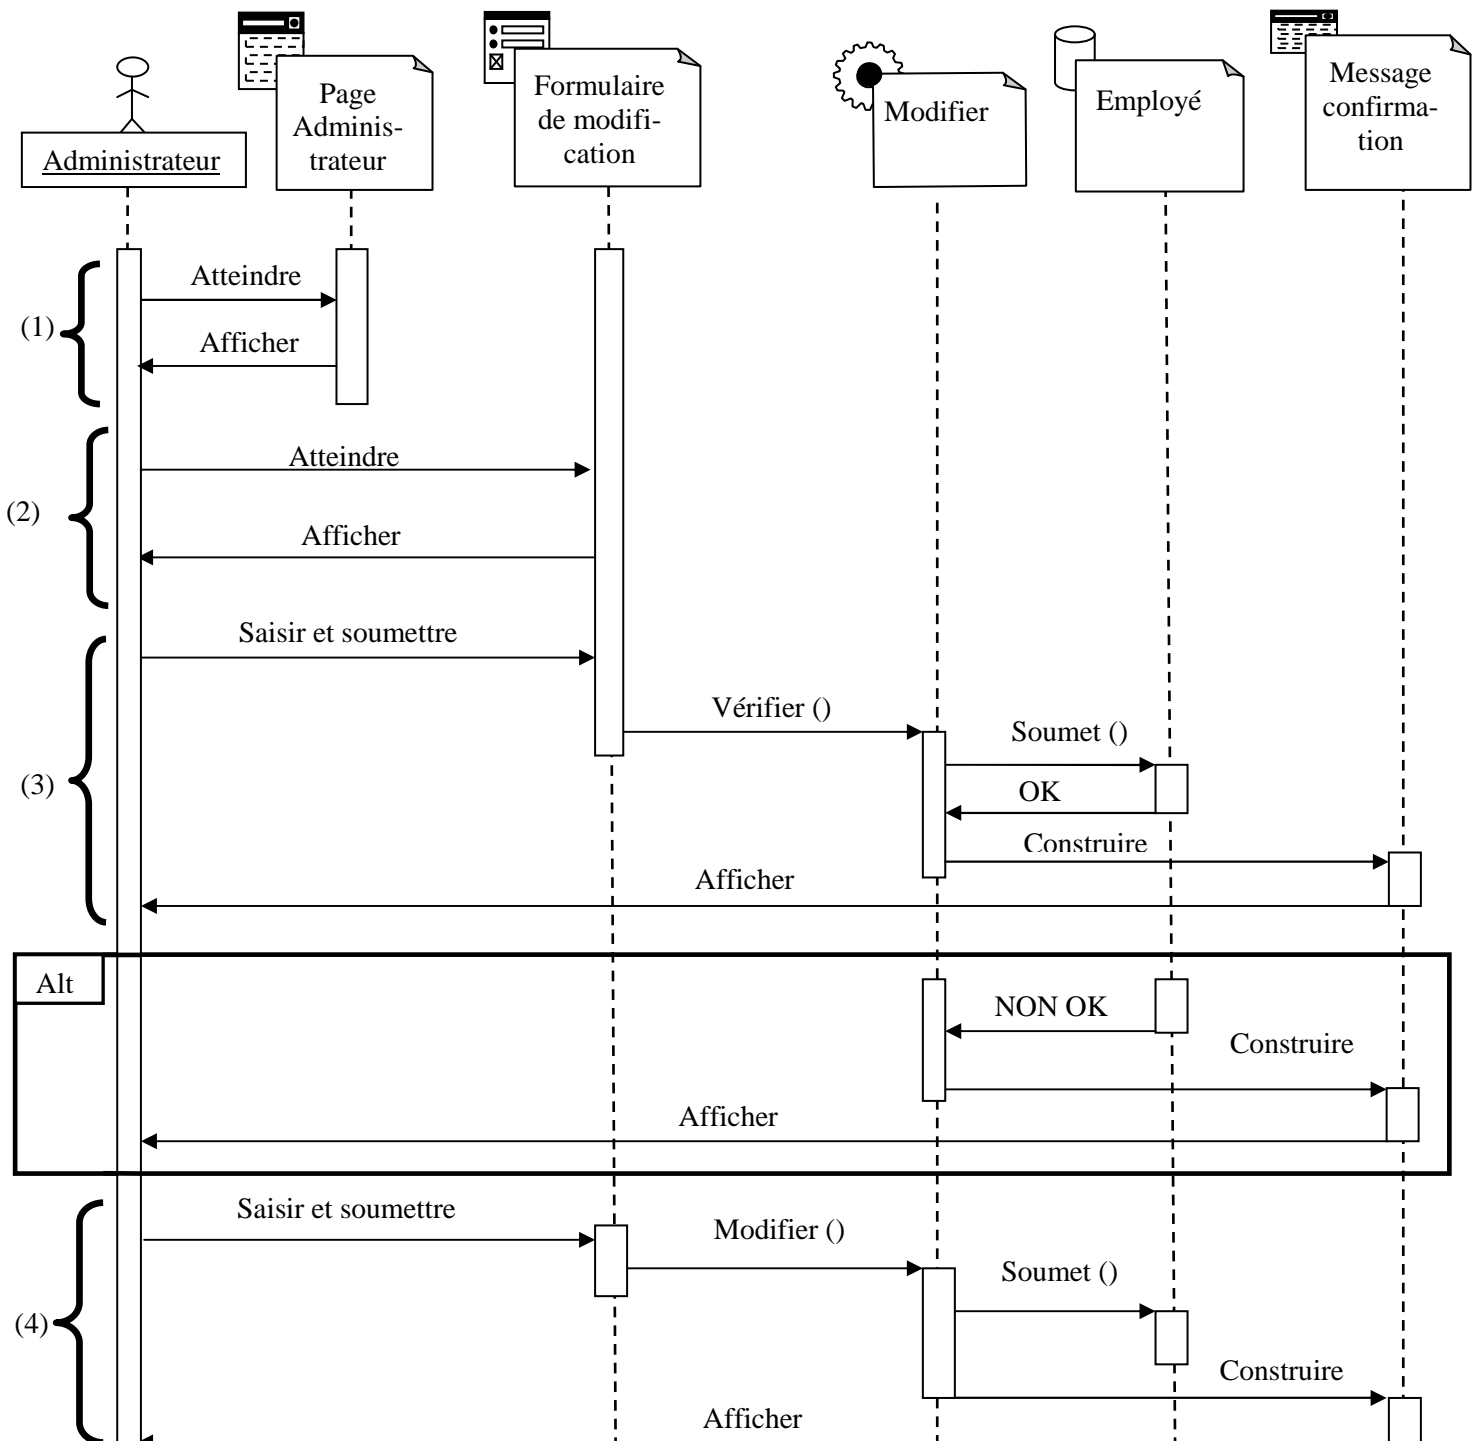 Administrateur
Page
Adminis-
trateur
Formulaire
de modifi-
cation
Modifier
Employé
Message
confirma-
tion
(1)
Atteindre
Afficher
(2)
Atteindre
Afficher
(3)
Saisir et soumettre
Vérifier ()
Soumet ()
OK
Construire
Afficher
Alt
NON OK
Construire
Afficher
(4)
Saisir et soumettre
Modifier ()
Soumet ()
Construire
Afficher